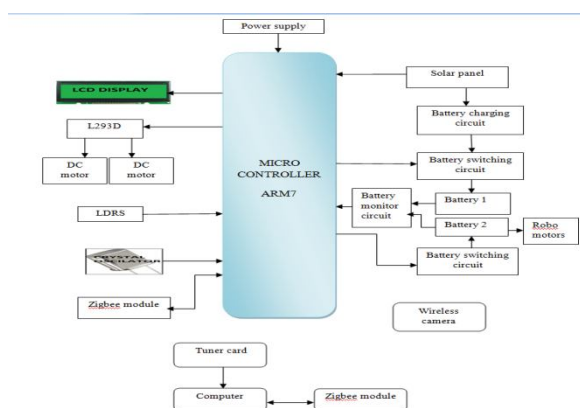 Power supply
LCD DISPLAY
L293D
DC
motor
DC
motor
LDRS
CRYSTAL
OSCILATOR
Zigbee module
MICRO
CONTROLLER
ARM7
Solar panel
Battery charging
circuit
Battery switching
circuit
Battery
monitor
circuit
Battery 1
Battery 2
Robo
motors
Battery switching
circuit
Wireless
camera
Tuner card
Computer
Zigbee module